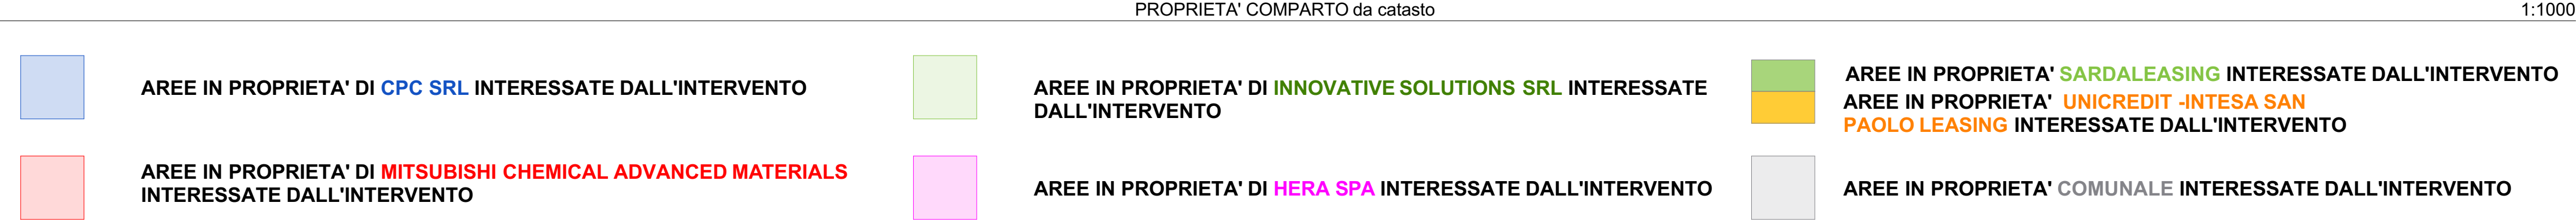 PROPRIETA' COMPARTO da catasto
1:1000
AREE IN PROPRIETA' DI CPC SRL INTERESSATE DALL'INTERVENTO
AREE IN PROPRIETA' DI INNOVATIVE SOLUTIONS SRL INTERESSATE
DALL'INTERVENTO
AREE IN PROPRIETA' SARDALEASING INTERESSATE DALL'INTERVENTO
AREE IN PROPRIETA' UNICREDIT -INTESA SAN
PAOLO LEASING INTERESSATE DALL'INTERVENTO
AREE IN PROPRIETA' DI MITSUBISHI CHEMICAL ADVANCED MATERIALS
INTERESSATE DALL'INTERVENTO
AREE IN PROPRIETA' DI HERA SPA INTERESSATE DALL'INTERVENTO
AREE IN PROPRIETA' COMUNALE INTERESSATE DALL'INTERVENTO